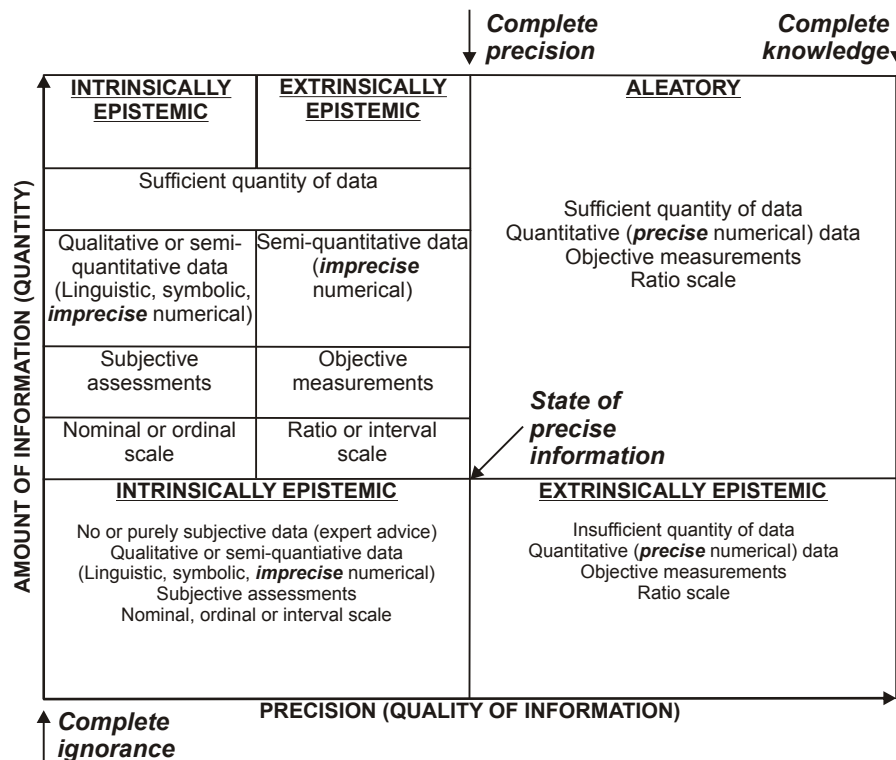 Complete
precision
Complete
knowledge
AMOUNT OF INFORMATION (QUANTITY)
INTRINSICALLY
EPISTEMIC
EXTRINSICALLY
EPISTEMIC
ALEATORY
Sufficient quantity of data
Qualitative or semi-
quantitative data
(Linguistic, symbolic,
imprecise numerical)
Semi-quantitative data
(imprecise
numerical)
Sufficient quantity of data
Quantitative (precise numerical) data
Objective measurements
Ratio scale
Subjective
assessments
Objective
measurements
Nominal or ordinal
scale
Ratio or interval
scale
State of
precise
information
INTRINSICALLY EPISTEMIC
No or purely subjective data (expert advice)
Qualitative or semi-quantiative data
(Linguistic, symbolic, imprecise numerical)
Subjective assessments
Nominal, ordinal or interval scale
EXTRINSICALLY EPISTEMIC
Insufficient quantity of data
Quantitative (precise numerical) data
Objective measurements
Ratio scale
PRECISION (QUALITY OF INFORMATION)
Complete
ignorance